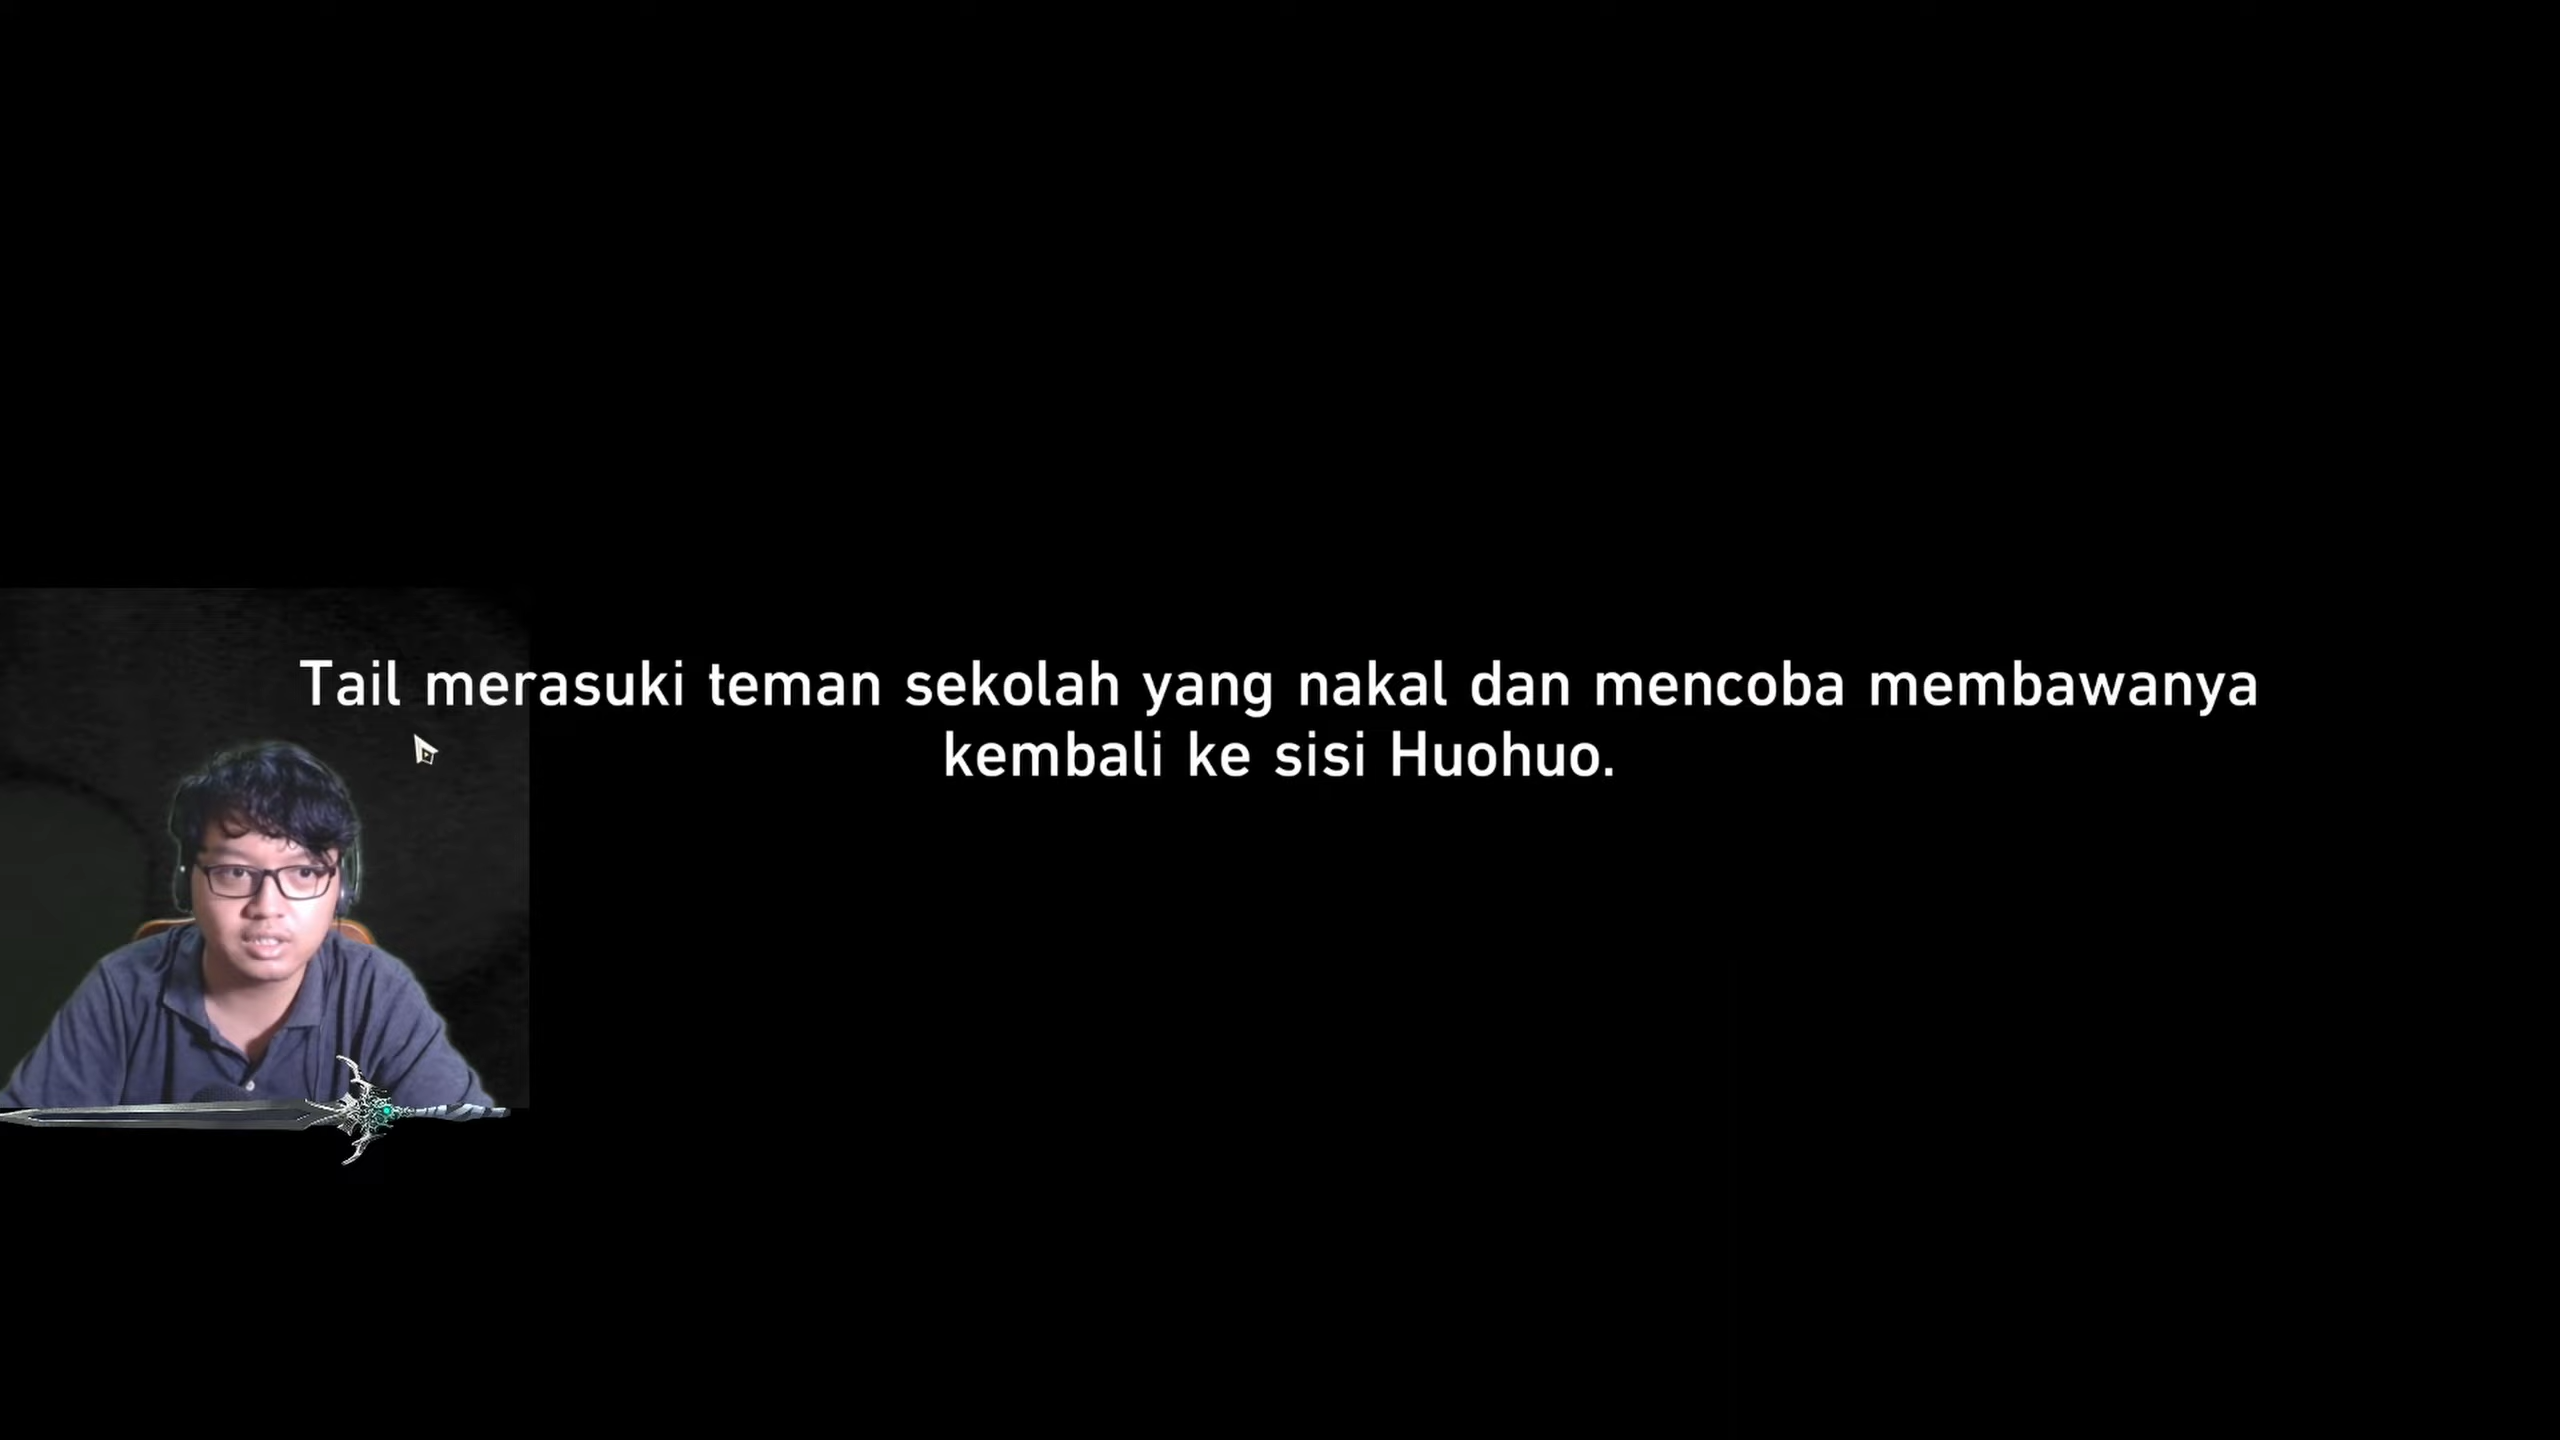 Tail merasuki teman sekolah yang nakal dan mencoba membawanya
kembali ke sisi Huohuo.